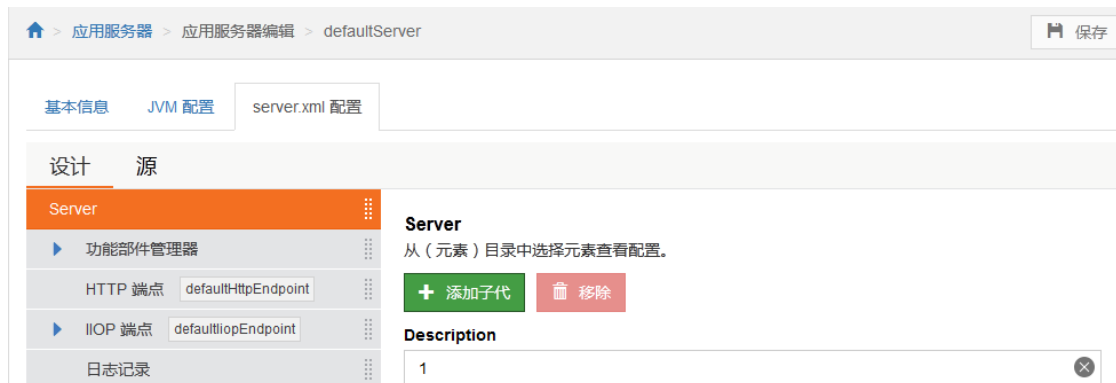 > 应用服务器 > 应用服务器编辑 > defaultServer
保存
基本信息 JVM 配置 server.xml 配置
设计 源
Server
功能部件管理器
HTTP 端点 defaultHttpEndpoint
IIOP 端点 defaultIiopEndpoint
日志记录
Server
从（元素）目录中选择元素查看配置。
添加子代 移除
Description
1